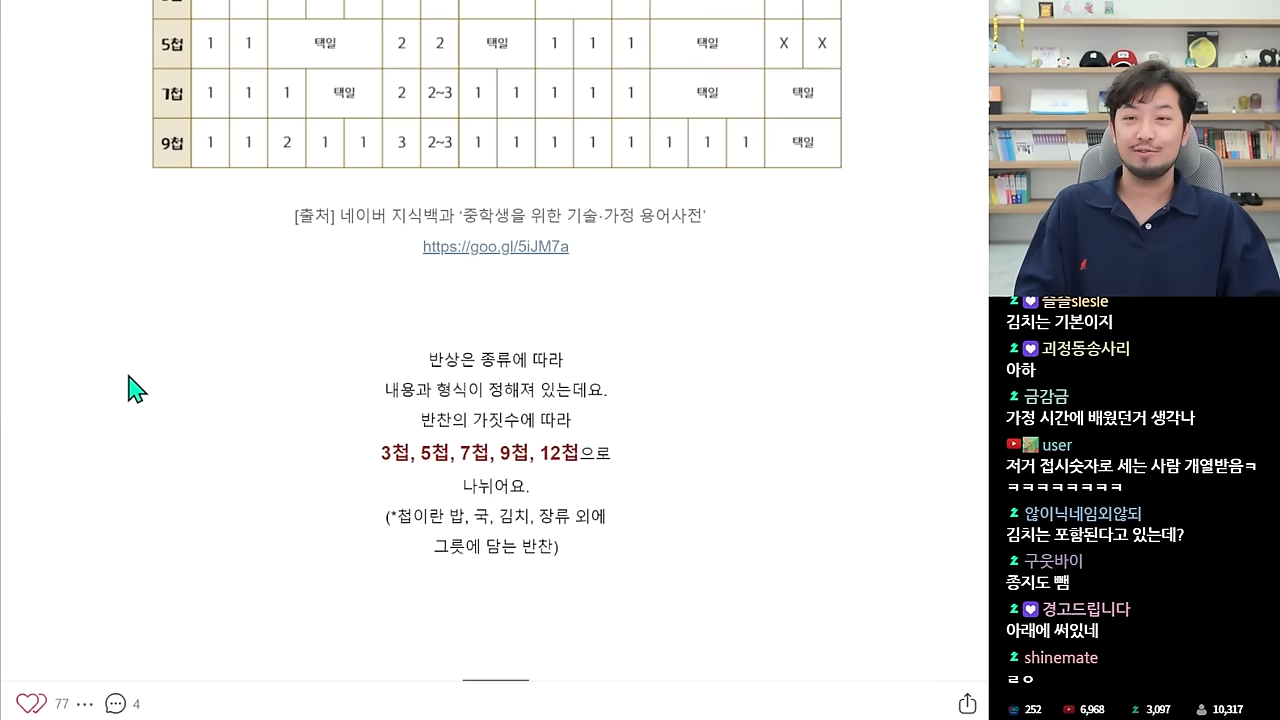 5첩 1 1 택일 2 2 택일 1 1 1 택일 X X
7첩 1 1 1 택일 2 2~3 1 1 1 1 1 택일 택일
9첩 1 1 2 1 1 3 2~3 1 1 1 1 1 1 1 1 택일
[출처] 네이버 지식백과 ‘중학생을 위한 기술·가정 용어사전’
https://goo.gl/5iJM7a
반상은 종류에 따라
내용과 형식이 정해져 있는데요.
반찬의 가짓수에 따라
3첩, 5첩, 7첩, 9첩, 12첩으로
나뉘어요.
(*첩이란 밥, 국, 김치, 장류 외에
그릇에 담는 반찬)
77 ··· 4
김치는 기본이지
괴정동송사리
아하
금감금
가정 시간에 배웠던거 생각나
user
저거 접시숫자로 세는 사람 개열받음ㅋ
ㅋㅋㅋㅋㅋㅋㅋㅋ
않이닉네임외않되
김치는 포함된다고 있는데?
구웃바이
종지도 뺌
경고드립니다
아래에 써있네
shinemate
ㄹㅇ
252 6,968 3,097 10,317